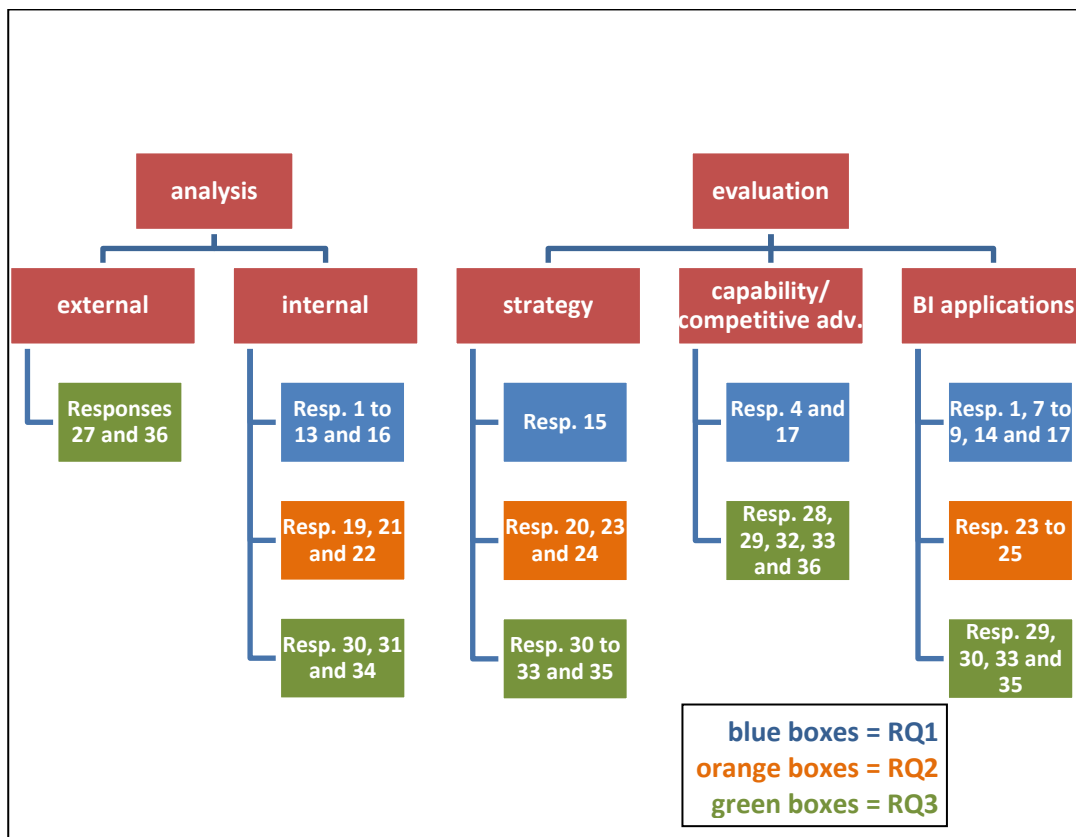 analysis
evaluation
external
internal
strategy
capability/
competitive adv.
BI applications
Responses
27 and 36
Resp. 1 to
13 and 16
Resp. 15
Resp. 4 and
17
Resp. 1, 7 to
9, 14 and 17
Resp. 19, 21
and 22
Resp. 20, 23
and 24
Resp. 28,
29, 32, 33
and 36
Resp. 23 to
25
Resp. 30, 31
and 34
Resp. 30 to
33 and 35
Resp. 29,
30, 33 and
35
blue boxes = RQ1
orange boxes = RQ2
green boxes = RQ3